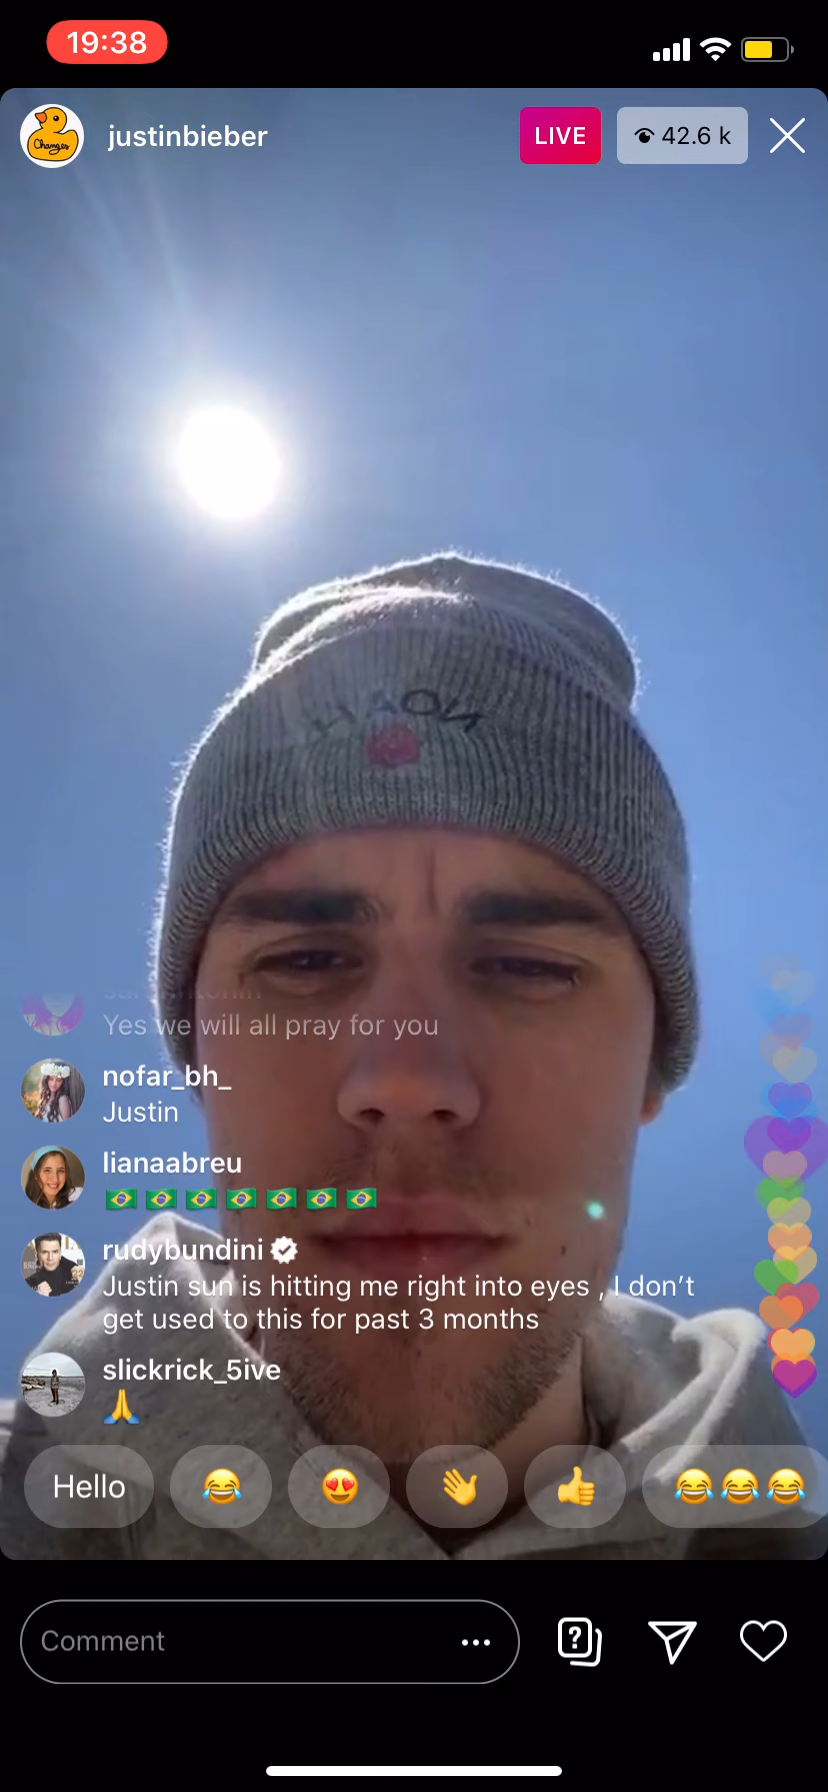 19:38
Changes
justinbieber
LIVE
42.6 k
Yes we will all pray for you
nofar_bh_
Justin
lianaabreu
🇧🇷🇧🇷🇧🇷🇧🇷🇧🇷🇧🇷🇧🇷
rudybundini
Justin sun is hitting me right into eyes , I don’t
get used to this for past 3 months
slickrick_5ive
🙏
Hello 😂 😍 👋 👍 😂😂😂
Comment